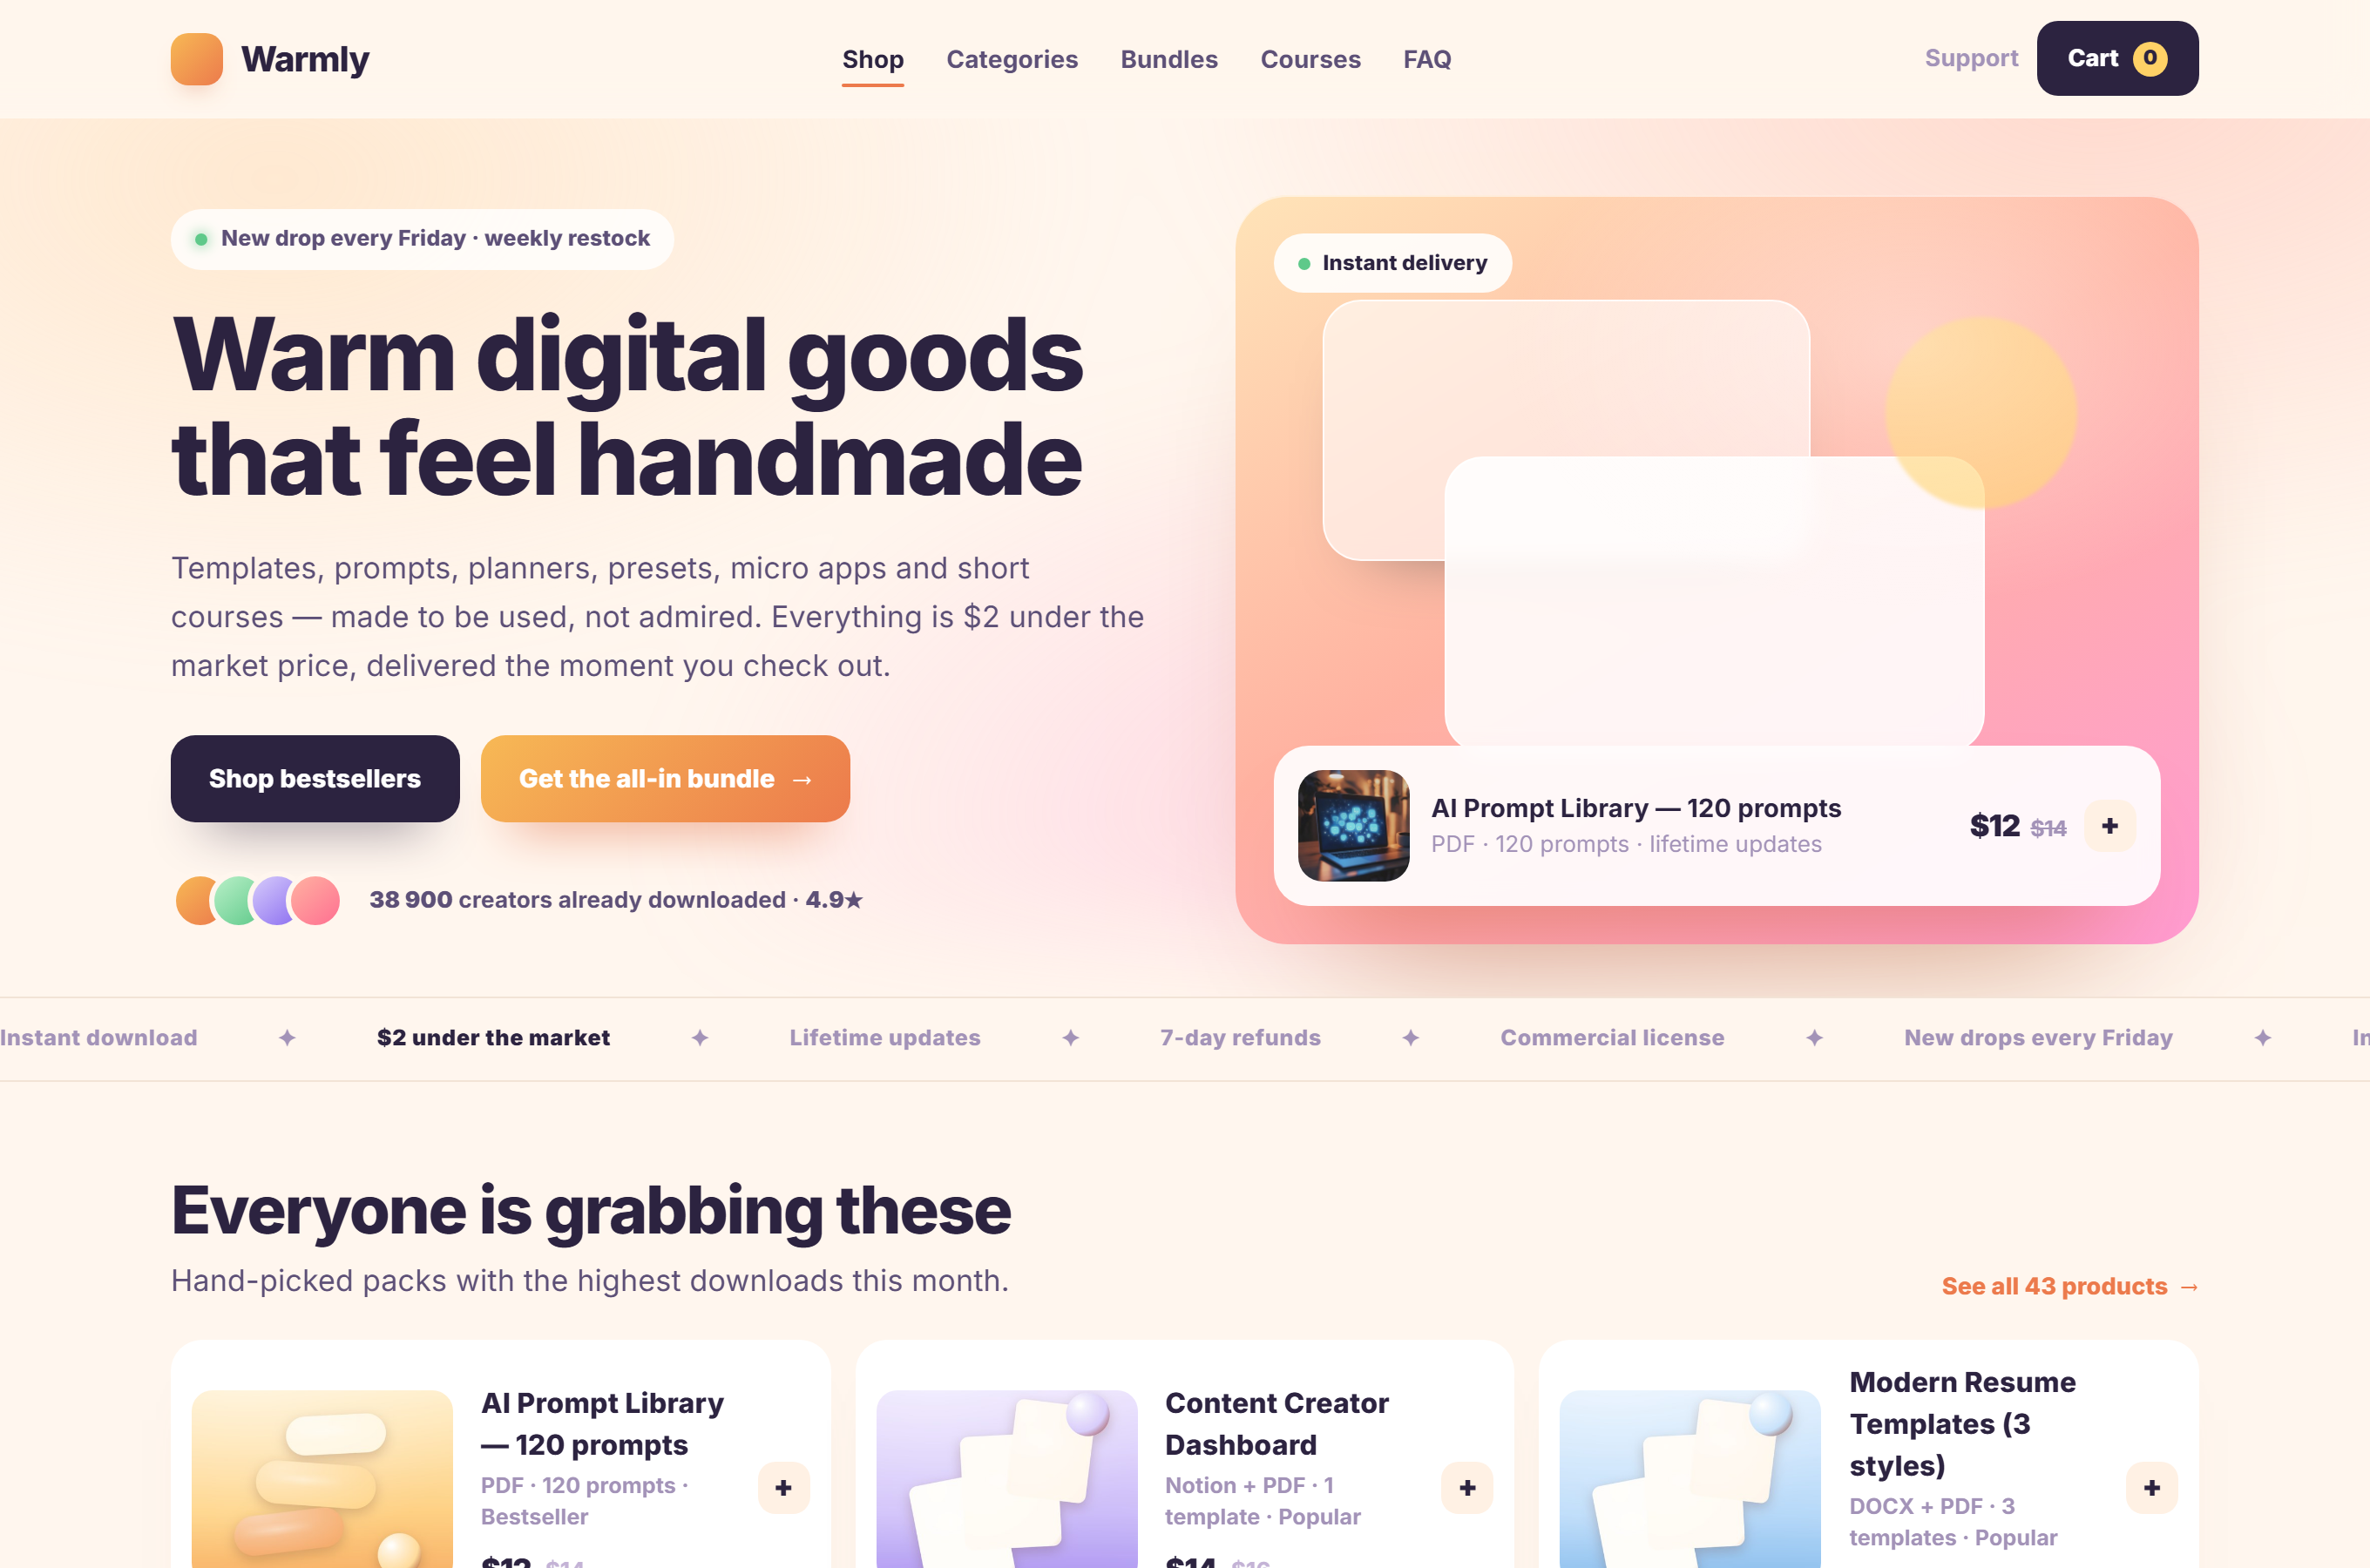 Warmly
Shop
Categories
Bundles
Courses
FAQ
Support
Cart 0
New drop every Friday · weekly restock
Warm digital goods
that feel handmade
Templates, prompts, planners, presets, micro apps and short
courses — made to be used, not admired. Everything is $2 under the
market price, delivered the moment you check out.
Shop bestsellers
Get the all-in bundle →
38 900 creators already downloaded · 4.9★
Instant delivery
AI Prompt Library — 120 prompts
PDF · 120 prompts · lifetime updates
$12 $14
+
Instant download ✦ $2 under the market ✦ Lifetime updates ✦ 7-day refunds ✦ Commercial license ✦ New drops every Friday ✦
Everyone is grabbing these
Hand-picked packs with the highest downloads this month.
See all 43 products →
AI Prompt Library
— 120 prompts
PDF · 120 prompts ·
Bestseller
$12 $14
+
Content Creator
Dashboard
Notion + PDF · 1
template · Popular
$14 $16
+
Modern Resume
Templates (3
styles)
DOCX + PDF · 3
templates · Popular
+